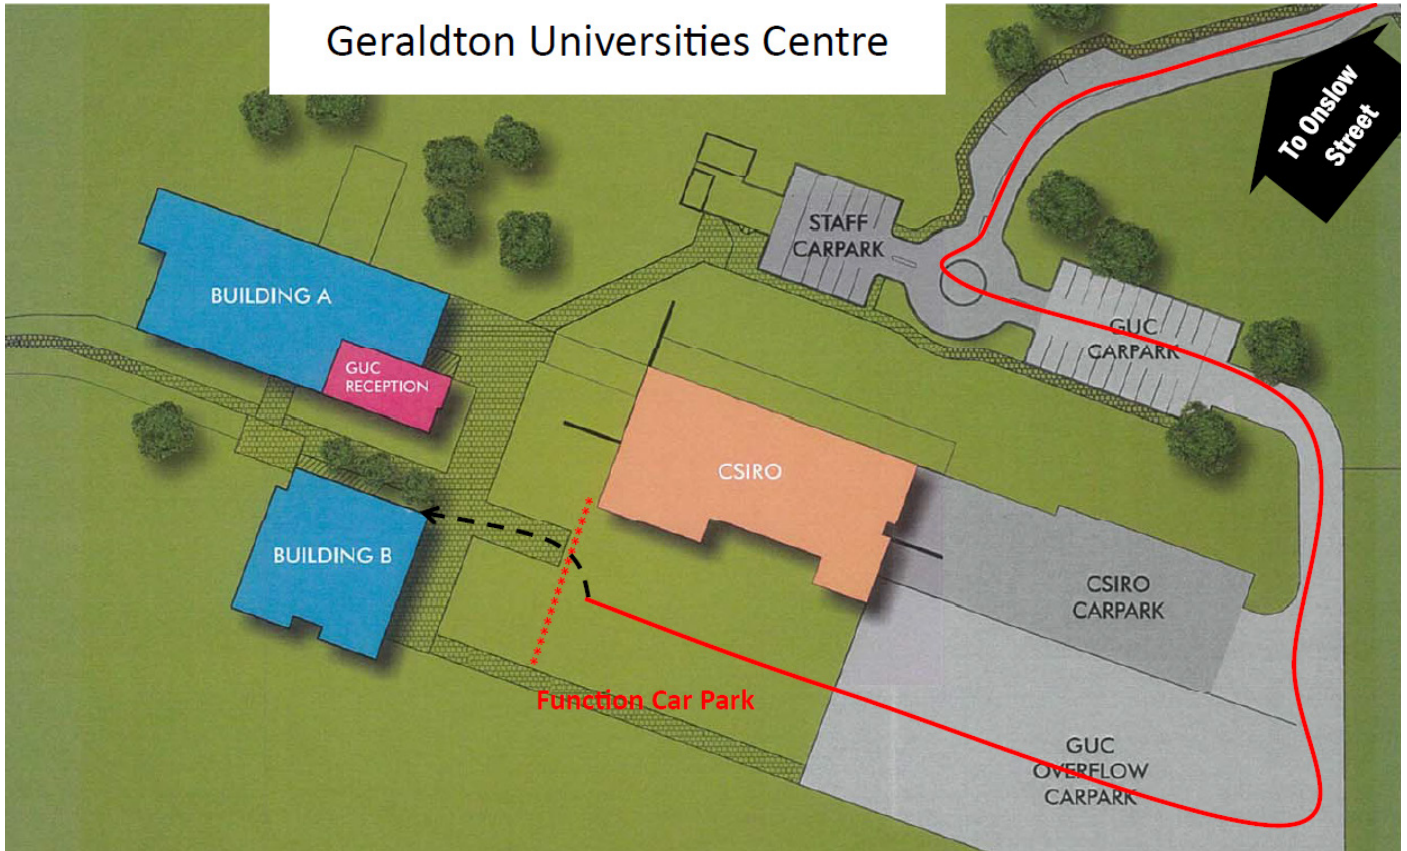 Geraldton Universities Centre
To Onslow
Street
STAFF
CARPARK
BUILDING A
GUC
CARPARK
GUC
RECEPTION
CSIRO
BUILDING B
CSIRO
CARPARK
Function Car Park
GUC
OVERFLOW
CARPARK